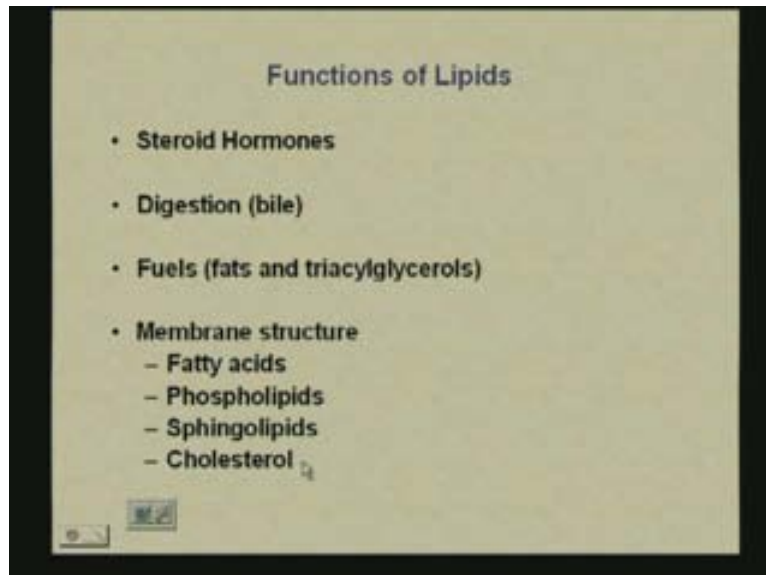 Functions of Lipids
• Steroid Hormones
• Digestion (bile)
• Fuels (fats and triacylglycerols)
• Membrane structure
– Fatty acids
– Phospholipids
– Sphingolipids
– Cholesterol